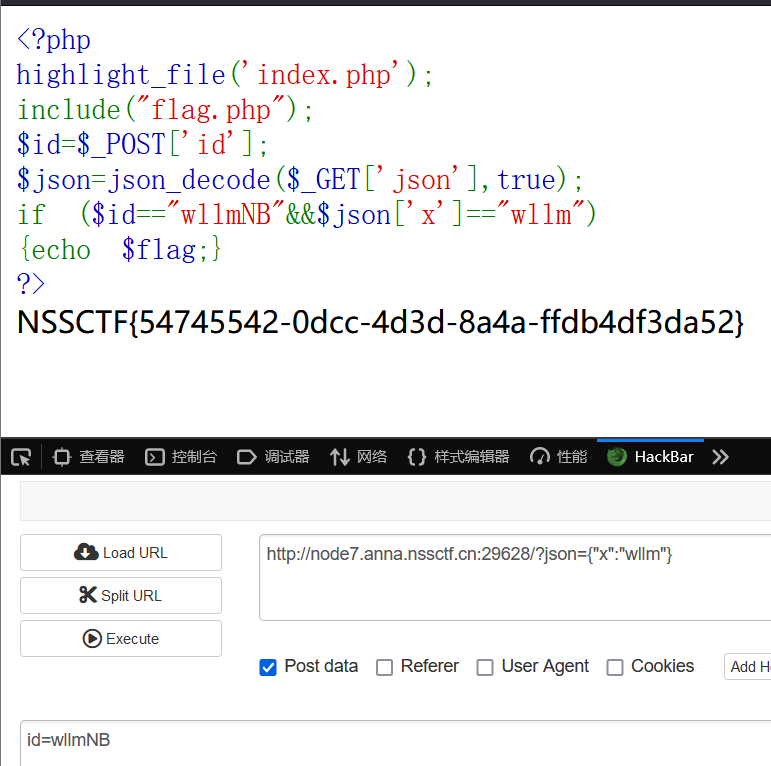 <?php
highlight_file('index.php');
include("flag.php");
$id=$_POST['id'];
$json=json_decode($_GET['json'],true);
if ($id=="wllmNB"&&$json['x']=="wllm")
{echo $flag;}
?>
NSSCTF{54745542-0dcc-4d3d-8a4a-ffdb4df3da52}
查看器 控制台 调试器 网络 样式编辑器 性能 HackBar
Load URL
http://node7.anna.nssctf.cn:29628/?json={"x":"wllm"}
Split URL
Execute
Post data Referer User Agent Cookies Add He
id=wllmNB